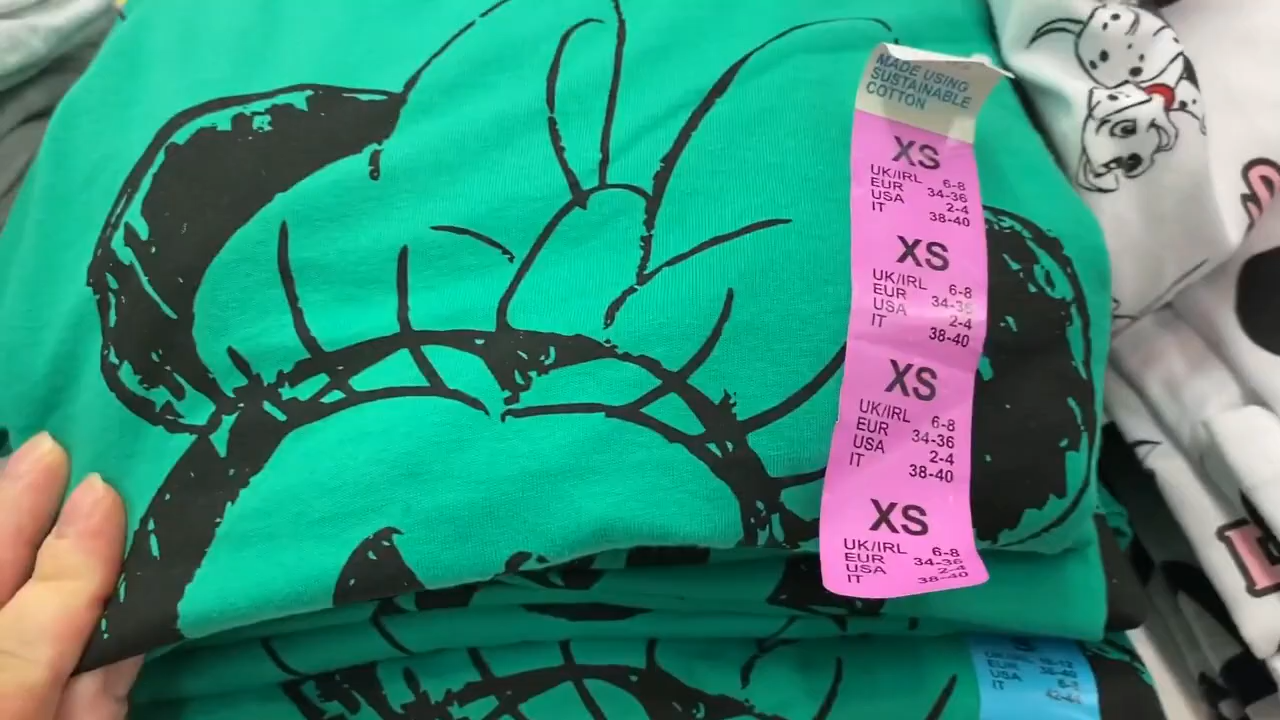 MADE USING
SUSTAINABLE
COTTON
XS
UK/IRL 6-8
EUR 34-36
USA 2-4
IT 38-40
XS
UK/IRL 6-8
EUR 34-36
USA 2-4
IT 38-40
XS
UK/IRL 6-8
EUR 34-36
USA 2-4
IT 38-40
XS
UK/IRL 6-8
EUR 34-36
USA 2-4
IT 38-40
EUR
USA
IT